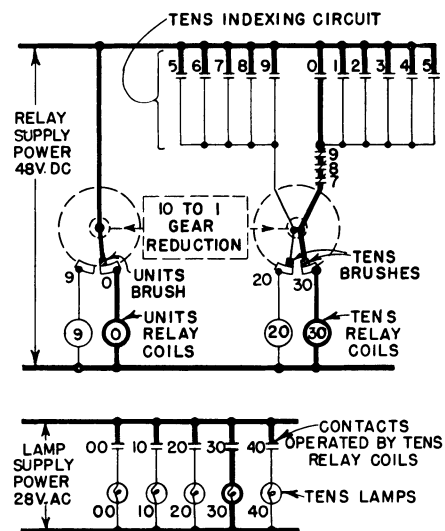 TENS INDEXING CIRCUIT
5 6 7 8 9 0 1 2 3 4 5
RELAY
SUPPLY
POWER
48V. DC
9
8
7
10 TO 1
GEAR
REDUCTION
9 0
UNITS
BRUSH
20 30
TENS
BRUSHES
9 0
UNITS
RELAY
COILS
20 30
TENS
RELAY
COILS
LAMP
SUPPLY
POWER
28V. AC
00 10 20 30 40
CONTACTS
OPERATED BY TENS
RELAY COILS
00 10 20 30 40
TENS LAMPS